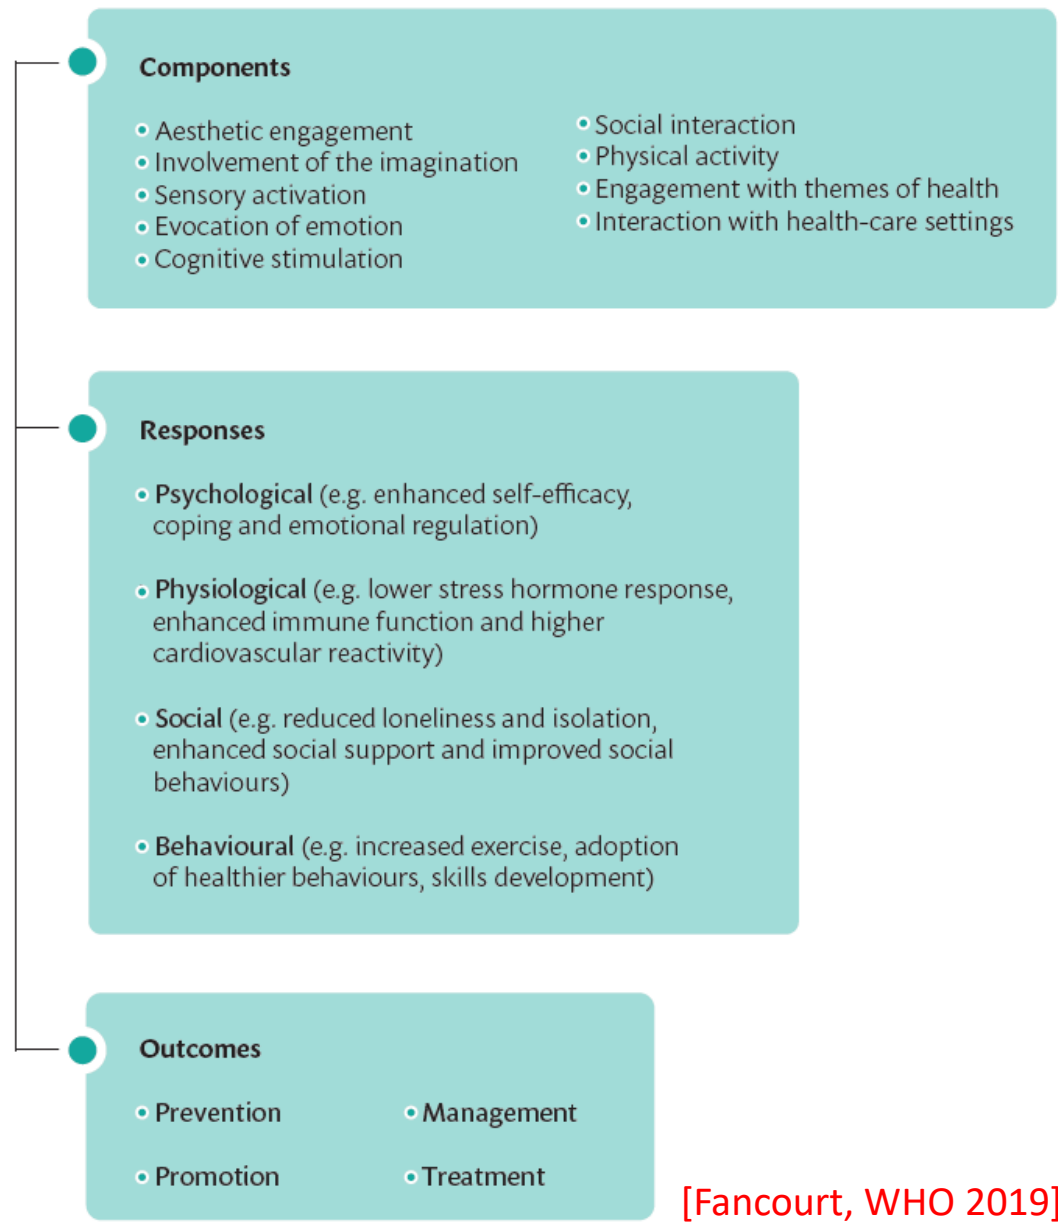 Components
Aesthetic engagement
Involvement of the imagination
Sensory activation
Evocation of emotion
Cognitive stimulation
Social interaction
Physical activity
Engagement with themes of health
Interaction with health-care settings
Responses
Psychological (e.g. enhanced self-efficacy,
coping and emotional regulation)
Physiological (e.g. lower stress hormone response,
enhanced immune function and higher
cardiovascular reactivity)
Social (e.g. reduced loneliness and isolation,
enhanced social support and improved social
behaviours)
Behavioural (e.g. increased exercise, adoption
of healthier behaviours, skills development)
Outcomes
Prevention
Promotion
Management
Treatment
[Fancourt, WHO 2019]